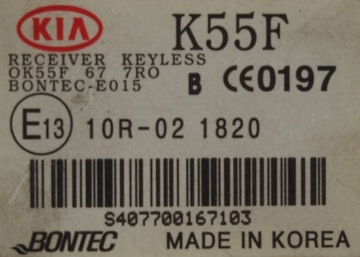 KIA K55F
RECEIVER KEYLESS
OK55F 67 7RO
BONTEC-E015 B CE0197
E13 10R-02 1820
S407700167103
BONTEC MADE IN KOREA